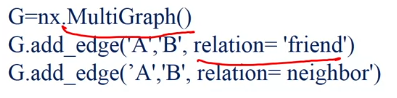 G=nx.MultiGraph()
G.add_edge('A','B', relation= 'friend')
G.add_edge(’A','B', relation= neighbor')